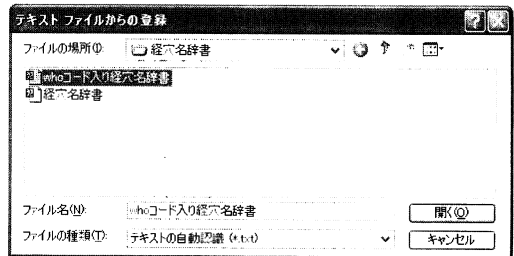 テキスト ファイルからの登録
ファイルの場所(I):
経穴名辞書
whoコード入り経穴名辞書
経穴名辞書
ファイル名(N):
whoコード入り経穴名辞書
開く(O)
ファイルの種類(T):
テキストの自動認識 (*.txt)
キャンセル